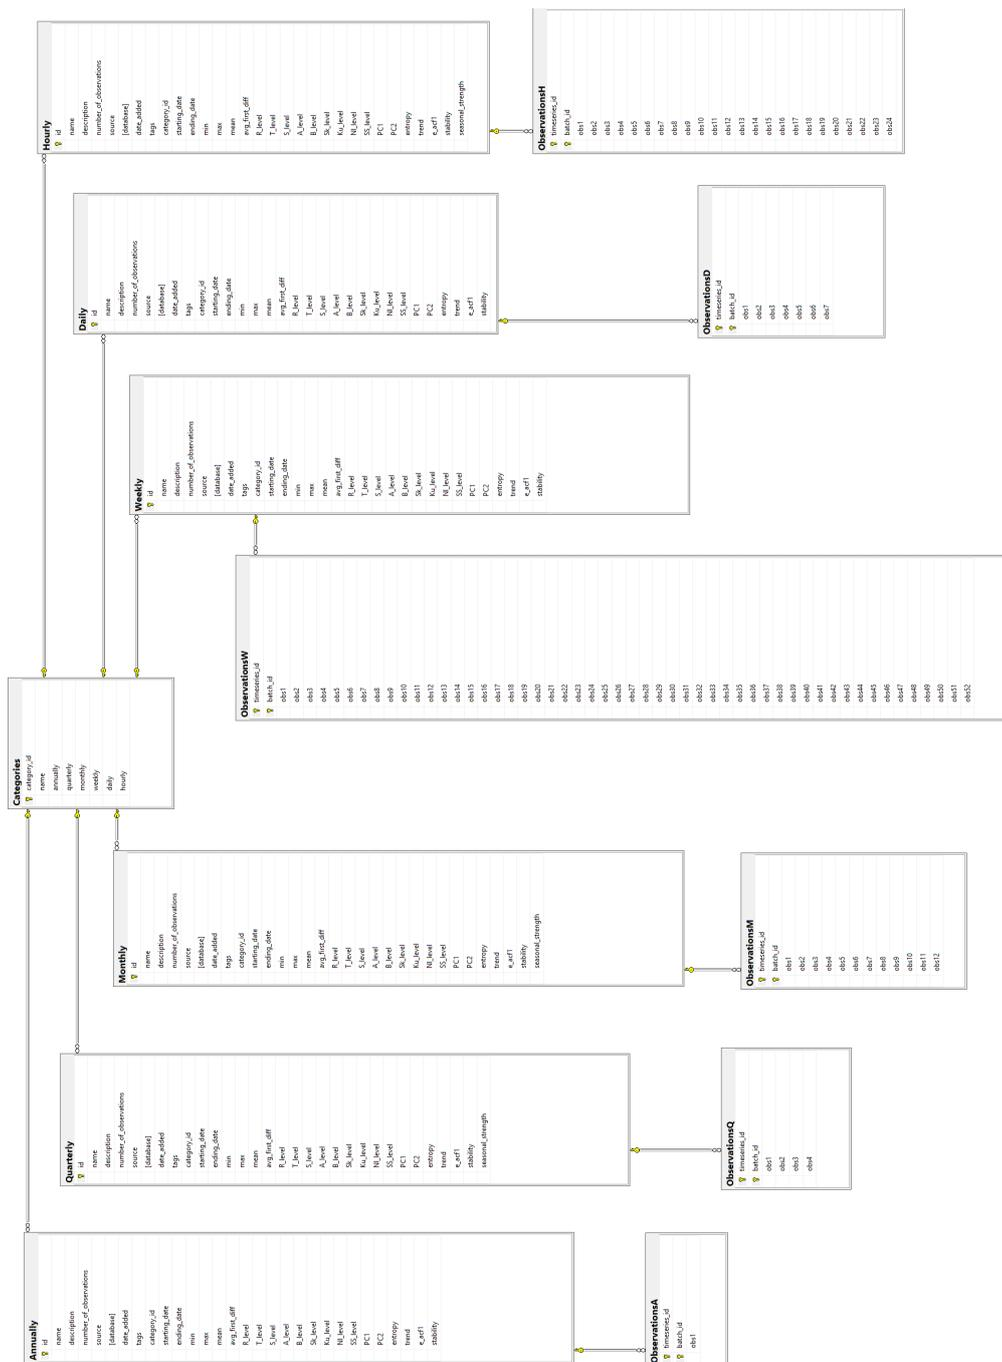 Hourly
id
name
description
number_of_observations
source
[database]
date_added
tags
category_id
starting_date
ending_date
min
max
mean
avg_first_diff
R_level
T_level
S_level
A_level
B_level
Sk_level
Ku_level
NI_level
SS_level
PC1
PC2
entropy
trend
e_acf1
stability
seasonal_strength
ObservationsH
timeseries_id
batch_id
obs1
obs2
obs3
obs4
obs5
obs6
obs7
obs8
obs9
obs10
obs11
obs12
obs13
obs14
obs15
obs16
obs17
obs18
obs19
obs20
obs21
obs22
obs23
obs24
Daily
id
name
description
number_of_observations
source
[database]
date_added
tags
category_id
starting_date
ending_date
min
max
mean
avg_first_diff
R_level
T_level
S_level
A_level
B_level
Sk_level
Ku_level
NI_level
SS_level
PC1
PC2
entropy
trend
e_acf1
stability
ObservationsD
timeseries_id
batch_id
obs1
obs2
obs3
obs4
obs5
obs6
obs7
Weekly
id
name
description
number_of_observations
source
[database]
date_added
tags
category_id
starting_date
ending_date
min
max
mean
avg_first_diff
R_level
T_level
S_level
A_level
B_level
Sk_level
Ku_level
NI_level
SS_level
PC1
PC2
entropy
trend
e_acf1
stability
ObservationsW
timeseries_id
batch_id
obs1
obs2
obs3
obs4
obs5
obs6
obs7
obs8
obs9
obs10
obs11
obs12
obs13
obs14
obs15
obs16
obs17
obs18
obs19
obs20
obs21
obs22
obs23
obs24
obs25
obs26
obs27
obs28
obs29
obs30
obs31
obs32
obs33
obs34
obs35
obs36
obs37
obs38
obs39
obs40
obs41
obs42
obs43
obs44
obs45
obs46
obs47
obs48
obs49
obs50
obs51
obs52
Categories
category_id
name
annually
quarterly
monthly
weekly
daily
hourly
Monthly
id
name
description
number_of_observations
source
[database]
date_added
tags
category_id
starting_date
ending_date
min
max
mean
avg_first_diff
R_level
T_level
S_level
A_level
B_level
Sk_level
Ku_level
NI_level
SS_level
PC1
PC2
entropy
trend
e_acf1
stability
seasonal_strength
ObservationsM
timeseries_id
batch_id
obs1
obs2
obs3
obs4
obs5
obs6
obs7
obs8
obs9
obs10
obs11
obs12
Quarterly
id
name
description
number_of_observations
source
[database]
date_added
tags
category_id
starting_date
ending_date
min
max
mean
avg_first_diff
R_level
T_level
S_level
A_level
B_level
Sk_level
Ku_level
NI_level
SS_level
PC1
PC2
entropy
trend
e_acf1
stability
seasonal_strength
ObservationsQ
timeseries_id
batch_id
obs1
obs2
obs3
obs4
Annually
id
name
description
number_of_observations
source
[database]
date_added
tags
category_id
starting_date
ending_date
min
max
mean
avg_first_diff
R_level
T_level
S_level
A_level
B_level
Sk_level
Ku_level
NI_level
SS_level
PC1
PC2
entropy
trend
e_acf1
stability
ObservationsA
timeseries_id
batch_id
obs1